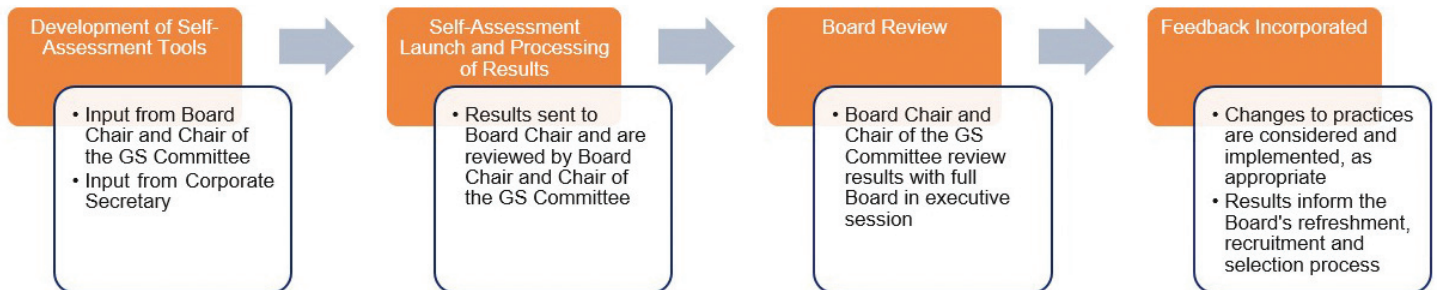 Development of Self-
Assessment Tools
• Input from Board
Chair and Chair of
the GS Committee
• Input from Corporate
Secretary
Self-Assessment
Launch and Processing
of Results
• Results sent to
Board Chair and are
reviewed by Board
Chair and Chair of
the GS Committee
Board Review
• Board Chair and
Chair of the GS
Committee review
results with full
Board in executive
session
Feedback Incorporated
• Changes to practices
are considered and
implemented, as
appropriate
• Results inform the
Board's refreshment,
recruitment and
selection process